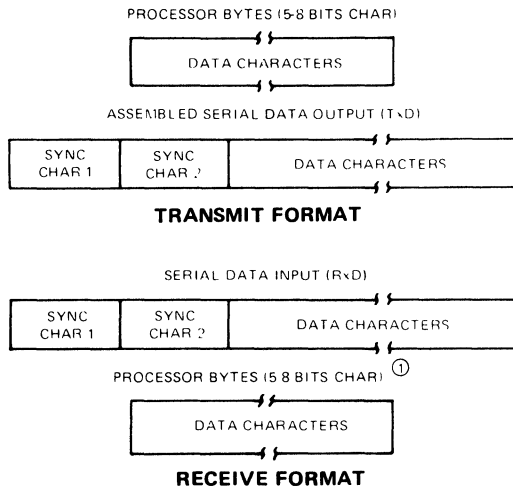 PROCESSOR BYTES (5-8 BITS CHAR)
DATA CHARACTERS
ASSEMBLED SERIAL DATA OUTPUT (TxD)
SYNC CHAR 1
SYNC CHAR 2
DATA CHARACTERS
TRANSMIT FORMAT
SERIAL DATA INPUT (RxD)
SYNC CHAR 1
SYNC CHAR 2
DATA CHARACTERS
PROCESSOR BYTES (5 8 BITS CHAR) ①
DATA CHARACTERS
RECEIVE FORMAT